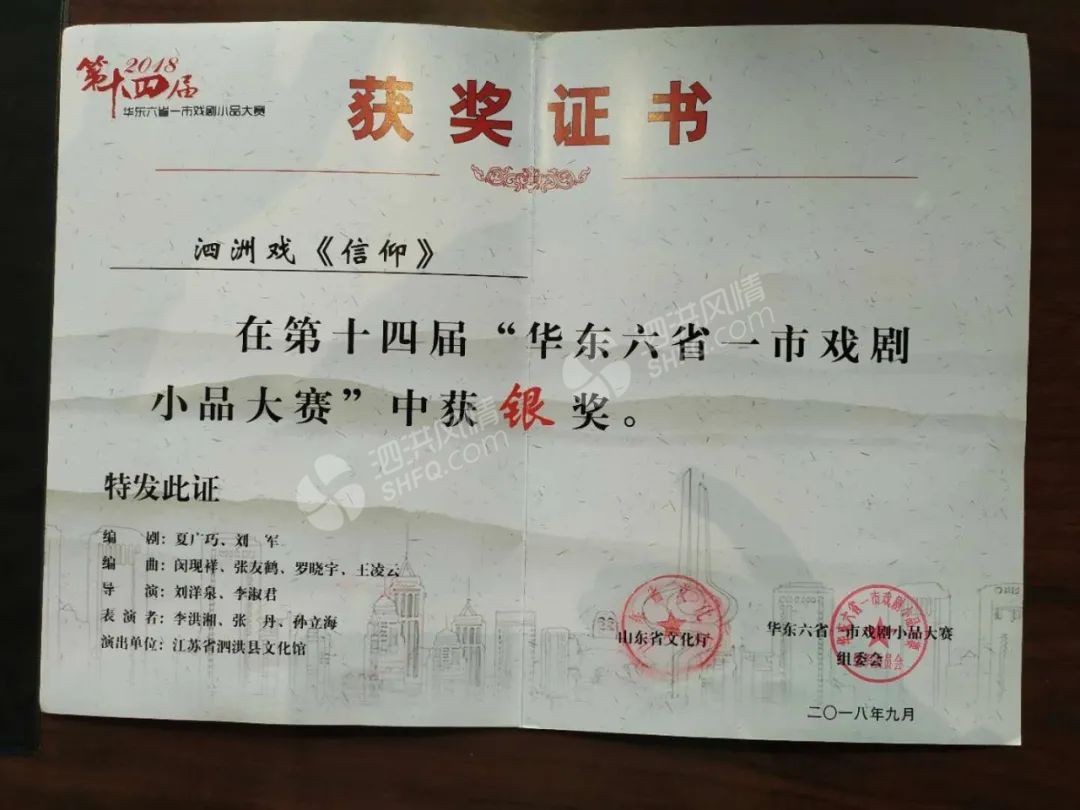 2018
第十四届
华东六省一市戏剧小品大赛
获奖证书
泗洲戏《信仰》
在第十四届“华东六省一市戏剧
小品大赛”中获银奖。
特发此证
编 剧：夏广巧、刘 军
编 曲：闵现祥、张友鹤、罗晓宇、王凌云
导 演：刘洋泉、李淑君
表演者：李洪湘、张 丹、孙立海
演出单位：江苏省泗洪县文化馆
山东省文化厅
华东六省一市戏剧小品大赛
组委会
二〇一八年九月
泗洪风情
SHFQ.com
泗洪风情
SHFQ.com